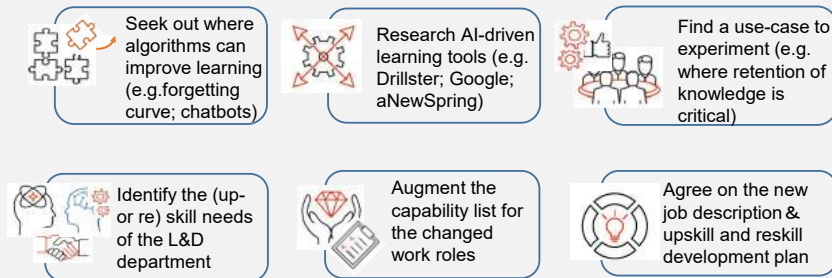 Seek out where
algorithms can
improve learning
(e.g.forgetting
curve; chatbots)
Research AI-driven
learning tools (e.g.
Drillster; Google;
aNewSpring)
Find a use-case to
experiment (e.g.
where retention of
knowledge is
critical)
Identify the (up-
or re) skill needs
of the L&D
department
Augment the
capability list for
the changed
work roles
Agree on the new
job description &
upskill and reskill
development plan